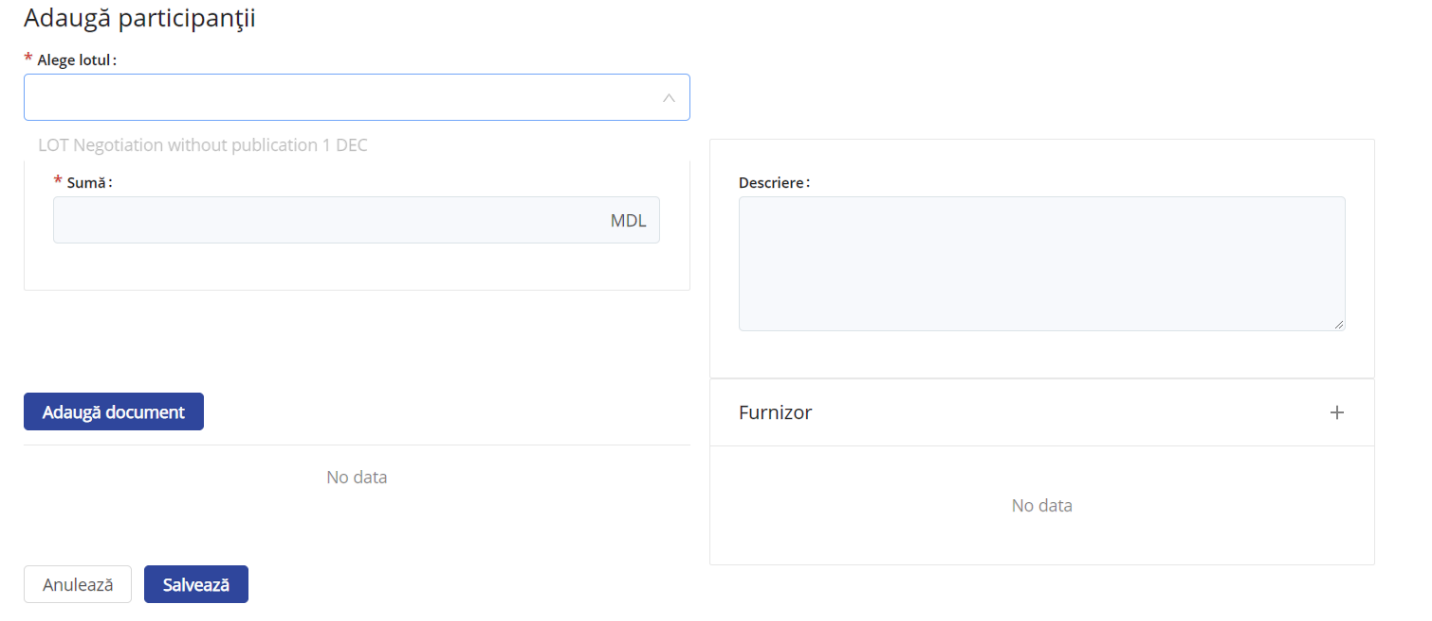 Adaugă participanţii
* Alege lotul :
LOT Negotiation without publication 1 DEC
* Sumă :
MDL
Descriere :
Adaugă document
No data
Furnizor +
No data
Anulează Salvează